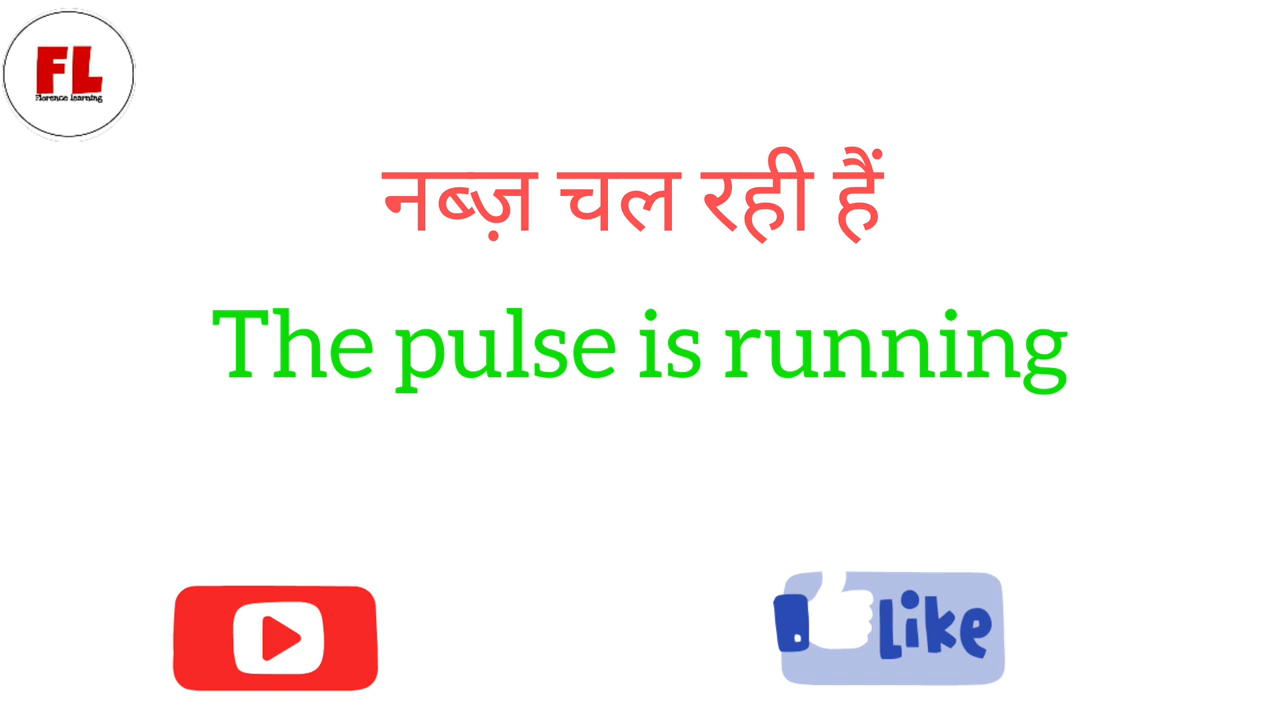 FL
Florence learning
नब्ज़ चल रही हैं
The pulse is running
Like